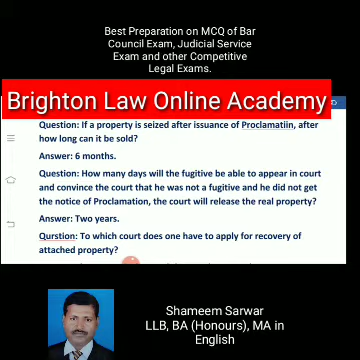 Best Preparation on MCQ of Bar
Council Exam, Judicial Service
Exam and other Competitive
Legal Exams.
Brighton Law Online Academy
Question: If a property is seized after issuance of Proclamatiin, after
how long can it be sold?
Answer: 6 months.
Question: How many days will the fugitive be able to appear in court
and convince the court that he was not a fugitive and he did not get
the notice of Proclamation, the court will release the real property?
Answer: Two years.
Qurstion: To which court does one have to apply for recovery of
attached property?
Shameem Sarwar
LLB, BA (Honours), MA in
English